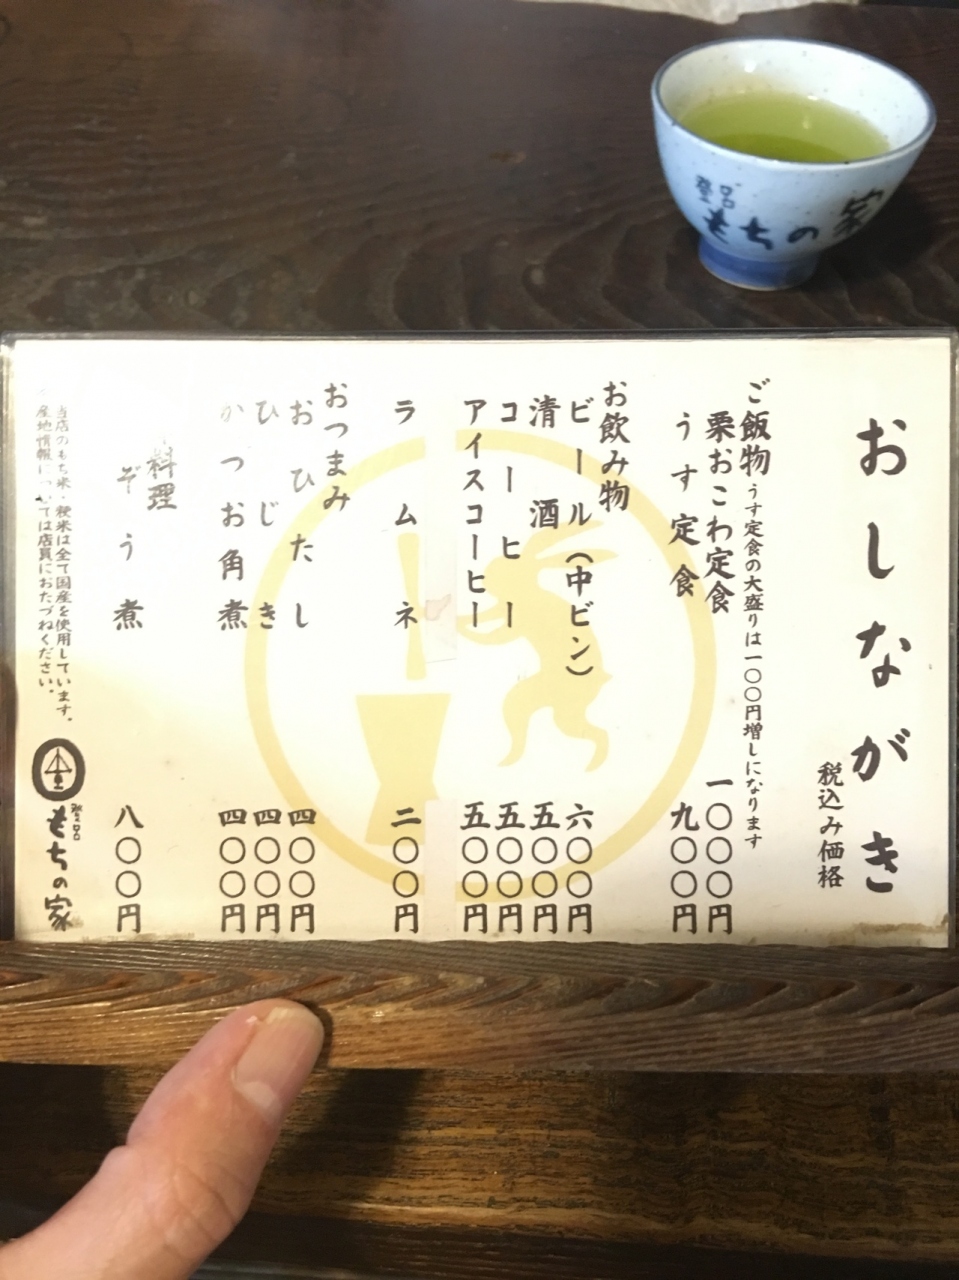 おしながき
税込み価格
ご飯物 うす定食の大盛りは一〇〇円増しになります
栗おこわ定食 一〇〇〇円
うす定食 九〇〇円
お飲み物
ビール(中ビン) 六〇〇円
清酒 五〇〇円
コーヒー 五〇〇円
アイスコーヒー 五〇〇円
ラムネ 二〇〇円
おつまみ
おひたし 四〇〇円
ひじき 四〇〇円
かつお角煮 四〇〇円
料理
ぞう煮 八〇〇円
当店のもち米・粳米は全て国産を使用しています。
産地情報については店員におたづねください。
登呂
もちの家
登呂
もちの家